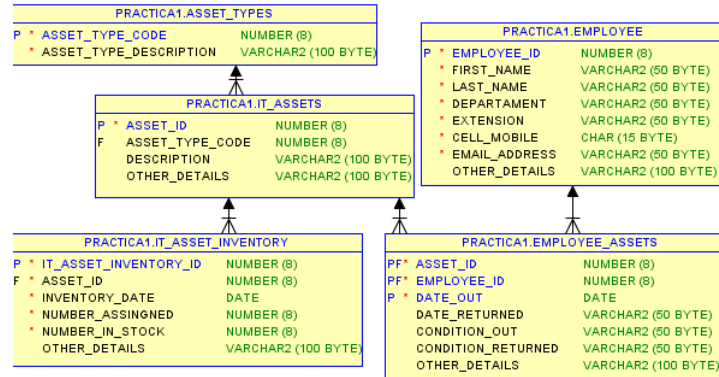 PRACTICA1.ASSET_TYPES
P * ASSET_TYPE_CODE NUMBER (8)
* ASSET_TYPE_DESCRIPTION VARCHAR2 (100 BYTE)
PRACTICA1.EMPLOYEE
P * EMPLOYEE_ID NUMBER (8)
* FIRST_NAME VARCHAR2 (50 BYTE)
* LAST_NAME VARCHAR2 (50 BYTE)
* DEPARTAMENT VARCHAR2 (50 BYTE)
* EXTENSION VARCHAR2 (50 BYTE)
* CELL_MOBILE CHAR (15 BYTE)
* EMAIL_ADDRESS VARCHAR2 (50 BYTE)
OTHER_DETAILS VARCHAR2 (100 BYTE)
PRACTICA1.IT_ASSETS
P * ASSET_ID NUMBER (8)
F ASSET_TYPE_CODE NUMBER (8)
DESCRIPTION VARCHAR2 (100 BYTE)
OTHER_DETAILS VARCHAR2 (100 BYTE)
PRACTICA1.IT_ASSET_INVENTORY
P * IT_ASSET_INVENTORY_ID NUMBER (8)
F * ASSET_ID NUMBER (8)
* INVENTORY_DATE DATE
* NUMBER_ASSINGNED NUMBER (8)
* NUMBER_IN_STOCK NUMBER (8)
OTHER_DETAILS VARCHAR2 (100 BYTE)
PRACTICA1.EMPLOYEE_ASSETS
PF* ASSET_ID NUMBER (8)
PF* EMPLOYEE_ID NUMBER (8)
P * DATE_OUT DATE
DATE_RETURNED VARCHAR2 (50 BYTE)
CONDITION_OUT VARCHAR2 (50 BYTE)
CONDITION_RETURNED VARCHAR2 (50 BYTE)
OTHER_DETAILS VARCHAR2 (100 BYTE)